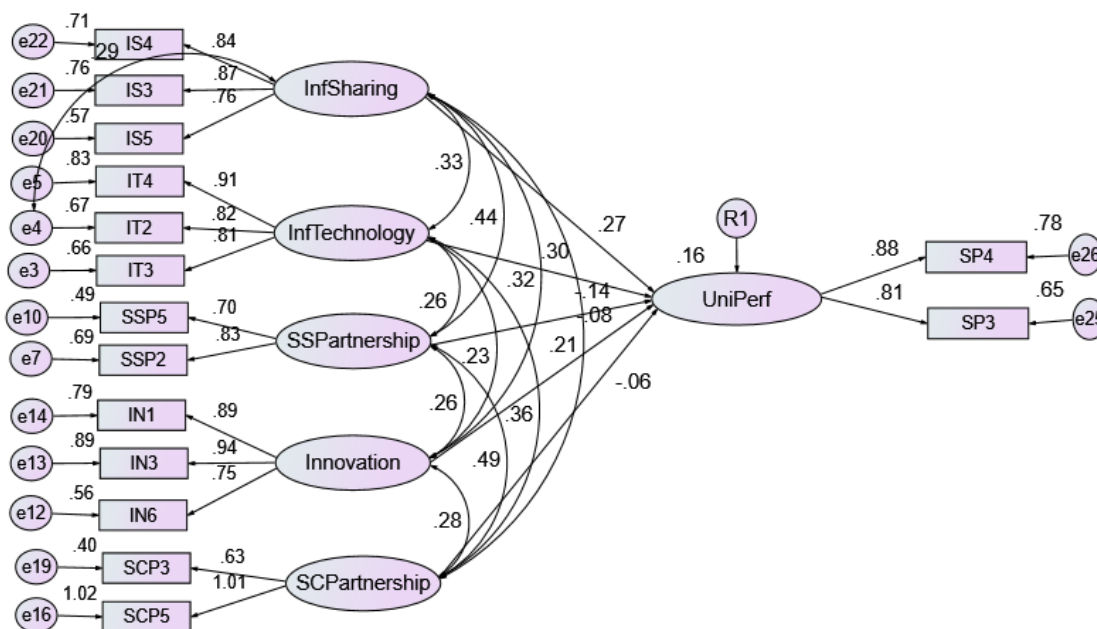 .71
e22
IS4
.84
.29
.76
e21
IS3
.87
InfSharing
.76
.57
e20
IS5
.83
e5
IT4
.91
.33
.67
e4
IT2
.82
InfTechnology
.81
.44
.27
R1
.66
e3
IT3
.30
.32
.16
.88
SP4
.78
e26
.49
e10
SSP5
.70
.26
-.14
-.08
UniPerf
.81
SP3
.65
e25
.69
e7
SSP2
.83
SSPartnership
.23
.21
-.06
.79
e14
IN1
.89
.26
.36
.89
e13
IN3
.94
Innovation
.49
.75
.56
e12
IN6
.28
.40
e19
SCP3
.63
SCPartnership
1.01
1.02
e16
SCP5